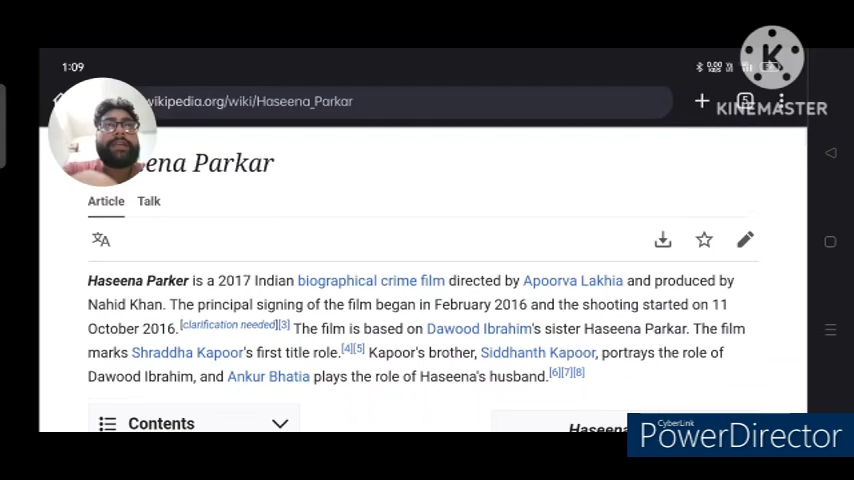 1:09
wikipedia.org/wiki/Haseena_Parkar
5
K
KINEMASTER
ena Parkar
Article Talk
Haseena Parker is a 2017 Indian biographical crime film directed by Apoorva Lakhia and produced by
Nahid Khan. The principal signing of the film began in February 2016 and the shooting started on 11
October 2016.[clarification needed][3] The film is based on Dawood Ibrahim's sister Haseena Parkar. The film
marks Shraddha Kapoor's first title role.[4][5] Kapoor's brother, Siddhanth Kapoor, portrays the role of
Dawood Ibrahim, and Ankur Bhatia plays the role of Haseena's husband.[6][7][8]
Contents
Haseena
CyberLink
PowerDirector